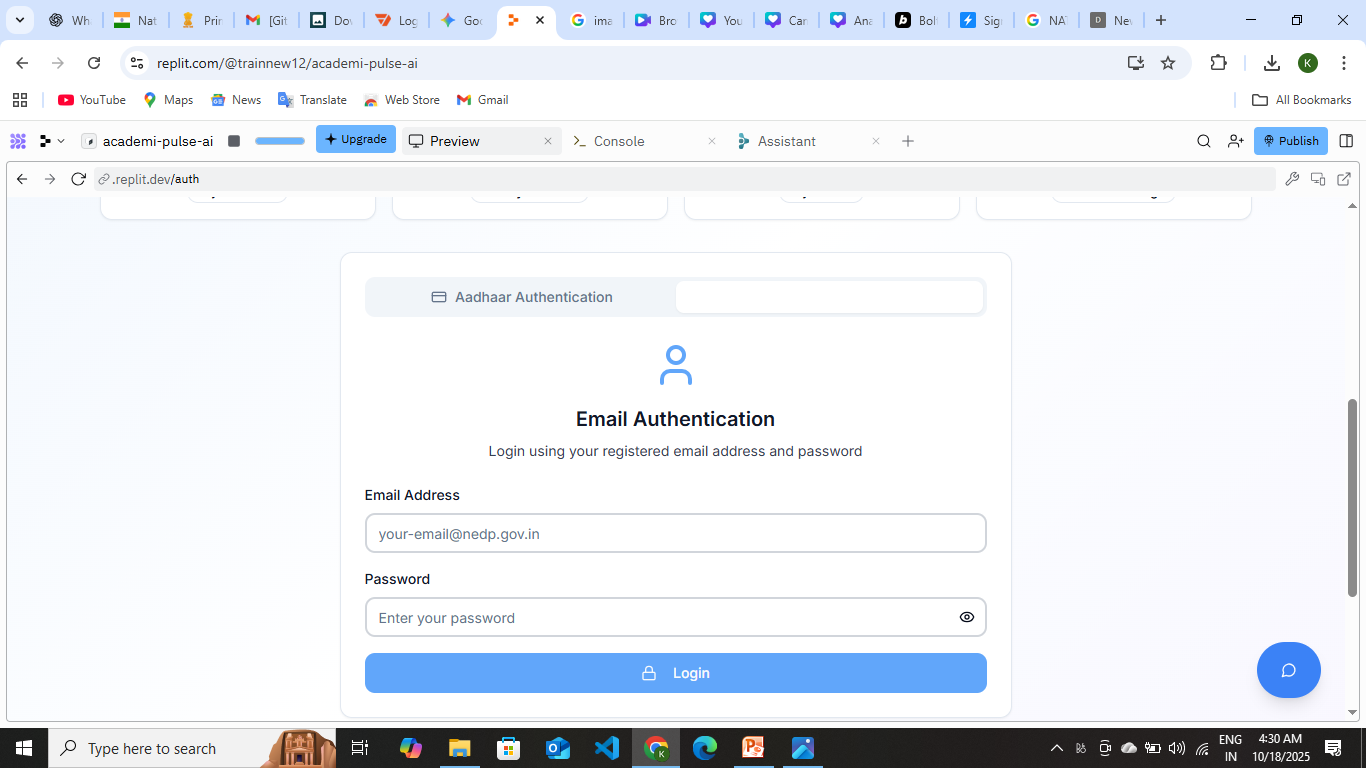 Wh
Nat
Prin
[Git
Dov
Log
Goo
ima
Bro
You
Can
Ana
Bol
Sig
NAT
Nev
replit.com/@trainnew12/academi-pulse-ai
K
YouTube
Maps
News
Translate
Web Store
Gmail
All Bookmarks
academi-pulse-ai
Upgrade
Preview
Console
Assistant
Publish
.replit.dev/auth
Aadhaar Authentication
Email Authentication
Login using your registered email address and password
Email Address
your-email@nedp.gov.in
Password
Enter your password
Login
Type here to search
ENG
IN
4:30 AM
10/18/2025